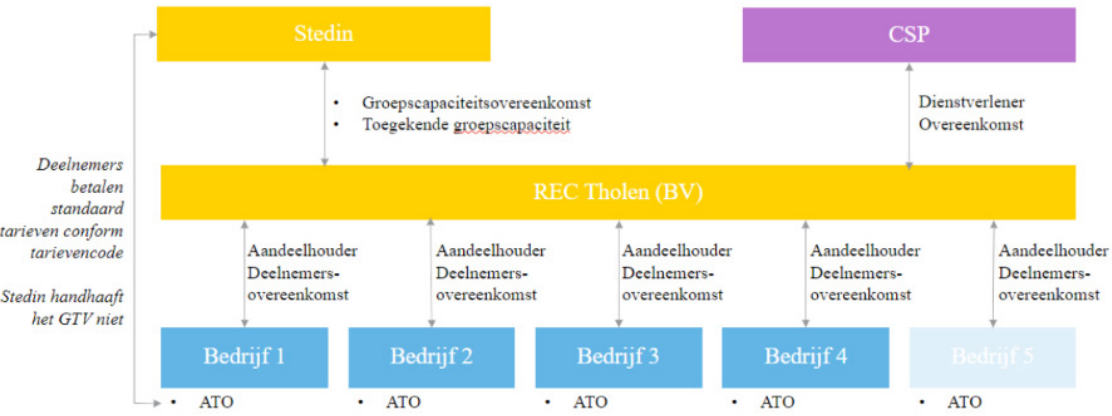 Stedin
CSP
• Groepscapaciteitsovereenkomst
• Toegekende groepscapaciteit
Dienstverlener
Overeenkomst
Deelnemers
betalen
standaard
tarieven conform
tarievencode
Stedin handhaaft
het GTV niet
REC Tholen (BV)
Aandeelhouder
Deelnemers-
overeenkomst
Aandeelhouder
Deelnemers-
overeenkomst
Aandeelhouder
Deelnemers-
overeenkomst
Aandeelhouder
Deelnemers-
overeenkomst
Aandeelhouder
Deelnemers-
overeenkomst
Bedrijf 1
Bedrijf 2
Bedrijf 3
Bedrijf 4
Bedrijf 5
• ATO
• ATO
• ATO
• ATO
• ATO